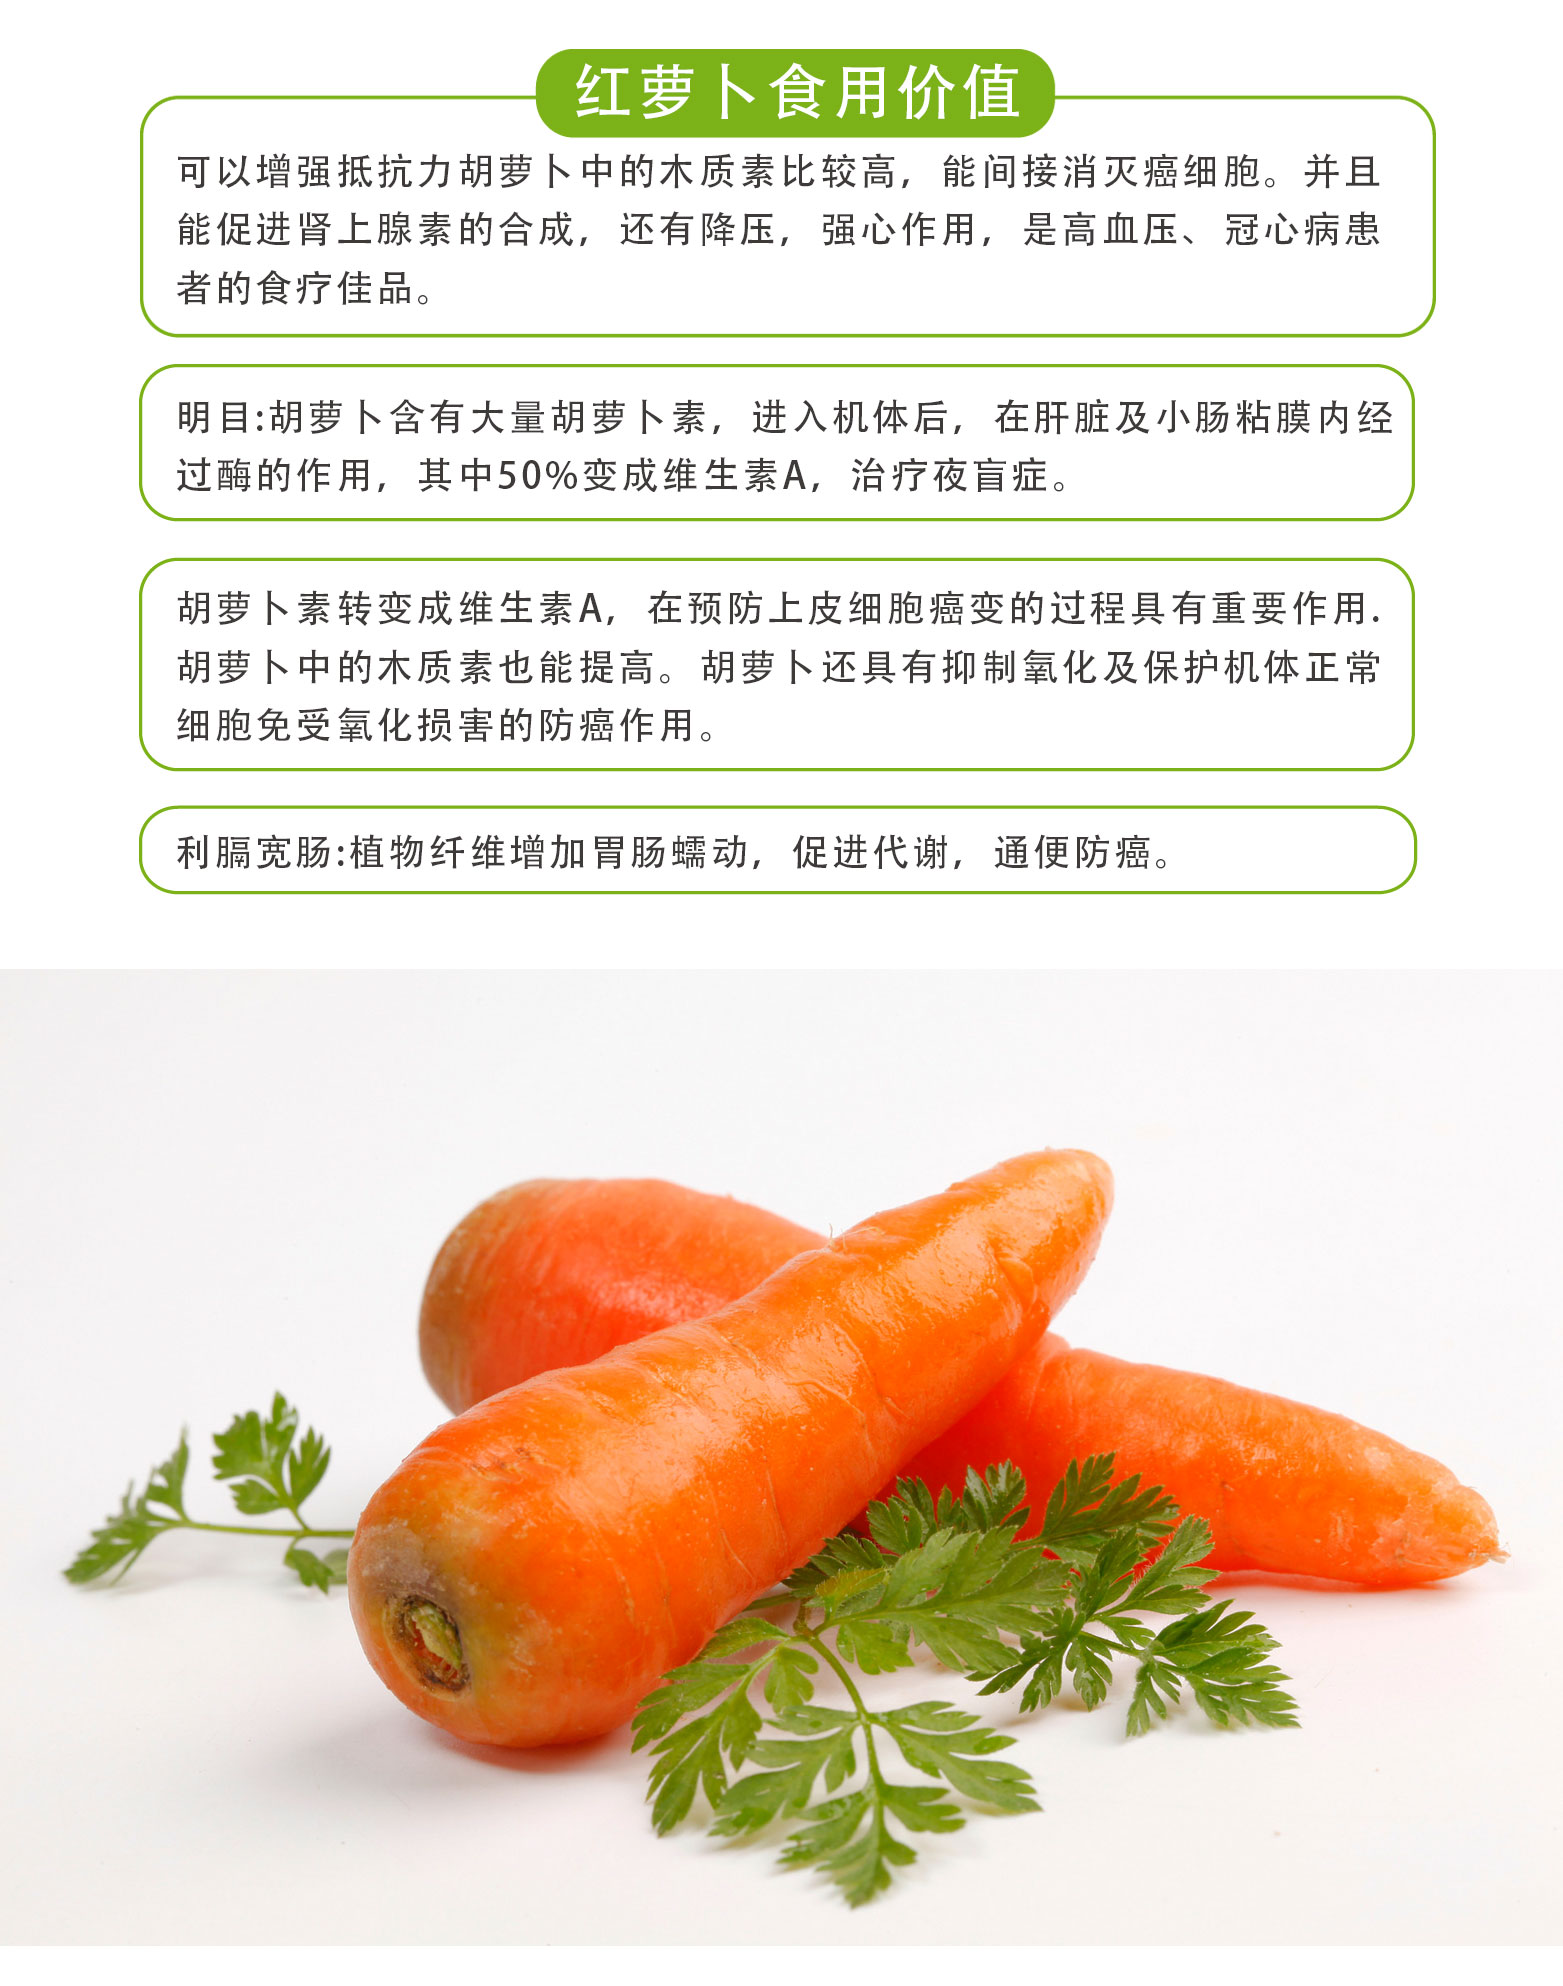 红萝卜食用价值
可以增强抵抗力胡萝卜中的木质素比较高，能间接消灭癌细胞。并且
能促进肾上腺素的合成，还有降压，强心作用，是高血压、冠心病患
者的食疗佳品。
明目:胡萝卜含有大量胡萝卜素，进入机体后，在肝脏及小肠粘膜内经
过酶的作用，其中50%变成维生素A，治疗夜盲症。
胡萝卜素转变成维生素A，在预防上皮细胞癌变的过程具有重要作用.
胡萝卜中的木质素也能提高。胡萝卜还具有抑制氧化及保护机体正常
细胞免受氧化损害的防癌作用。
利膈宽肠:植物纤维增加胃肠蠕动，促进代谢，通便防癌。